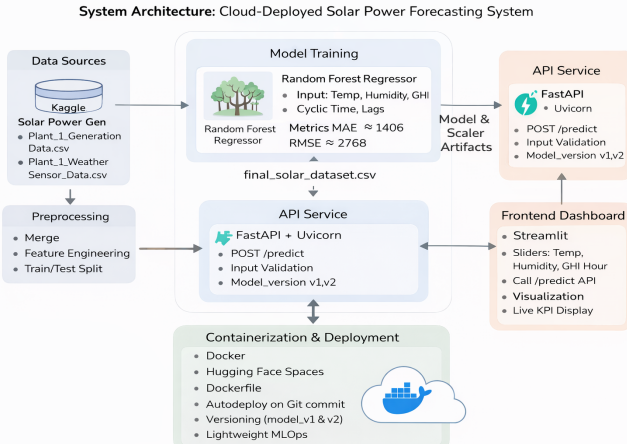 System Architecture: Cloud-Deployed Solar Power Forecasting System
Data Sources
Kaggle
Solar Power Gen
• Plant_1_Generation
Data.csv
• Plant_1_Weather
Sensor_Data.csv
Preprocessing
• Merge
• Feature Engineering
• Train/Test Split
Model Training
Random Forest
Regressor
Random Forest Regressor
• Input: Temp, Humidity, GHI
• Cyclic Time, Lags
Metrics MAE ≈ 1406
RMSE ≈ 2768
final_solar_dataset.csv
Model &
Scaler
Artifacts
API Service
FastAPI + Uvicorn
• POST /predict
• Input Validation
• Model_version v1,v2
API Service
FastAPI
• Uvicorn
• POST /predict
• Input Validation
• Model_version v1,v2
Frontend Dashboard
• Streamlit
• Sliders: Temp,
Humidity, GHI Hour
• Call /predict API
• Visualization
• Live KPI Display
Containerization & Deployment
• Docker
• Hugging Face Spaces
• Dockerfile
• Autodeploy on Git commit
• Versioning (model_v1 & v2)
• Lightweight MLOps